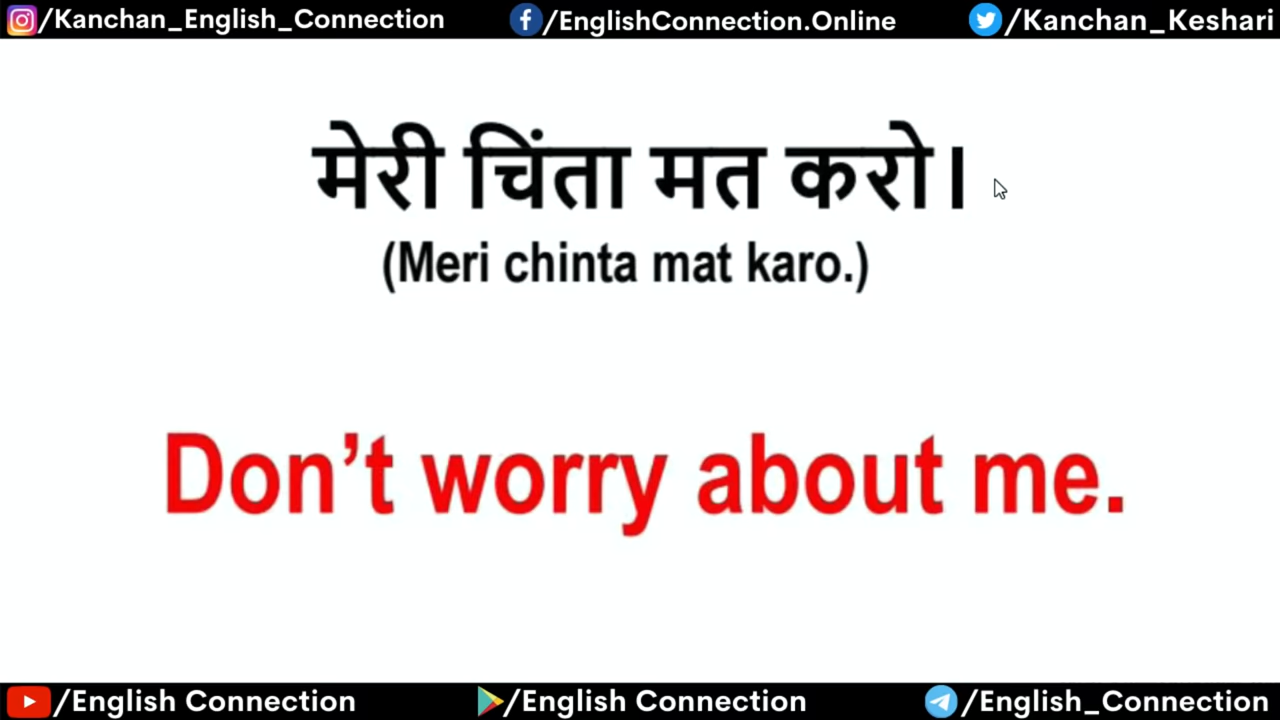 /Kanchan_English_Connection /EnglishConnection.Online /Kanchan_Keshari
मेरी चिंता मत करो।
(Meri chinta mat karo.)
Don’t worry about me.
/English Connection /English Connection /English_Connection